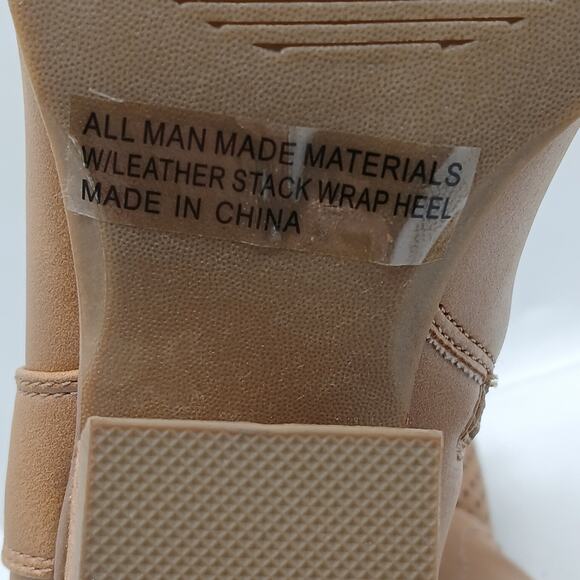 ALL MAN MADE MATERIALS
W/LEATHER STACK WRAP HEEL
MADE IN CHINA